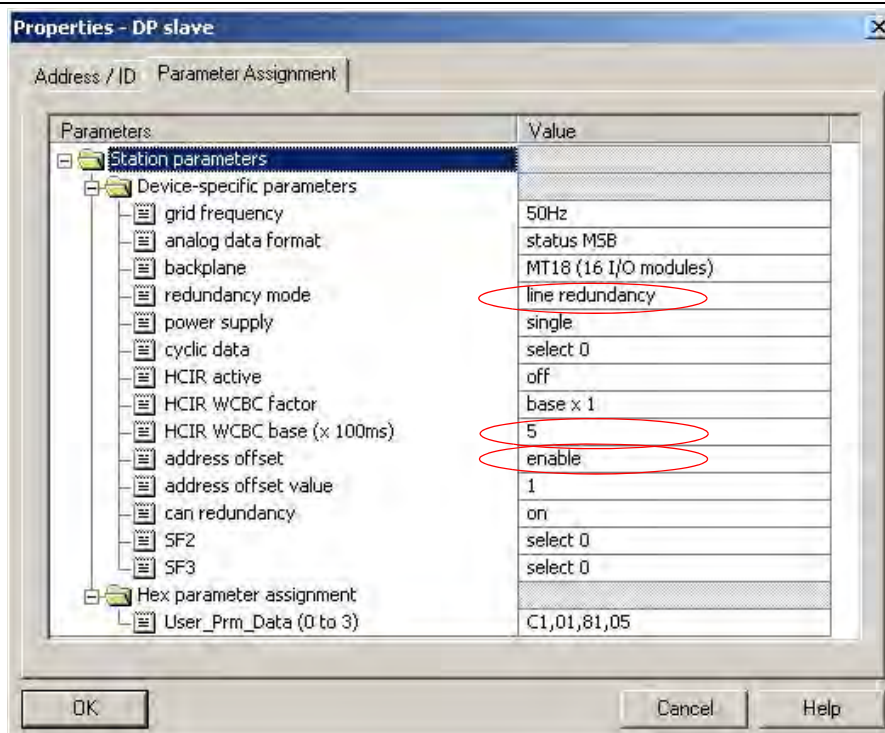 Properties - DP slave
Address / ID Parameter Assignment
Parameters Value
Station parameters
Device-specific parameters
grid frequency 50Hz
analog data format status MSB
backplane MT18 (16 I/O modules)
redundancy mode line redundancy
power supply single
cyclic data select 0
HCIR active off
HCIR WCBC factor base x 1
HCIR WCBC base (x 100ms) 5
address offset enable
address offset value 1
can redundancy on
SF2 select 0
SF3 select 0
Hex parameter assignment
User_Prm_Data (0 to 3) C1,01,81,05
OK Cancel Help